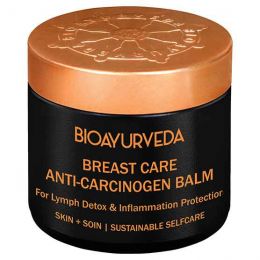 BIOAYURVEDA
BREAST CARE
ANTI-CARCINOGEN BALM
For Lymph Detox & Inflammation Protection
SKIN + SOIN | SUSTAINABLE SELFCARE